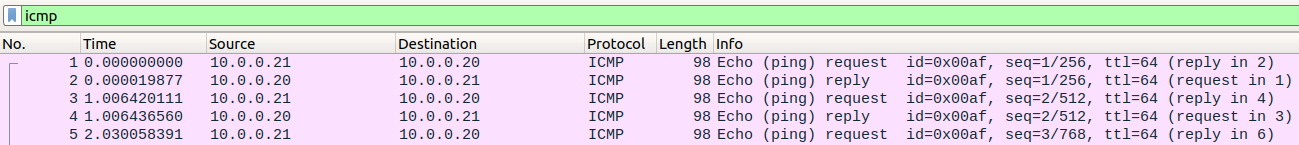 icmp
No. Time Source Destination Protocol Length Info
1 0.000000000 10.0.0.21 10.0.0.20 ICMP 98 Echo (ping) request id=0x00af, seq=1/256, ttl=64 (reply in 2)
2 0.000019877 10.0.0.20 10.0.0.21 ICMP 98 Echo (ping) reply id=0x00af, seq=1/256, ttl=64 (request in 1)
3 1.006420111 10.0.0.21 10.0.0.20 ICMP 98 Echo (ping) request id=0x00af, seq=2/512, ttl=64 (reply in 4)
4 1.006436560 10.0.0.20 10.0.0.21 ICMP 98 Echo (ping) reply id=0x00af, seq=2/512, ttl=64 (request in 3)
5 2.030058391 10.0.0.21 10.0.0.20 ICMP 98 Echo (ping) request id=0x00af, seq=3/768, ttl=64 (reply in 6)